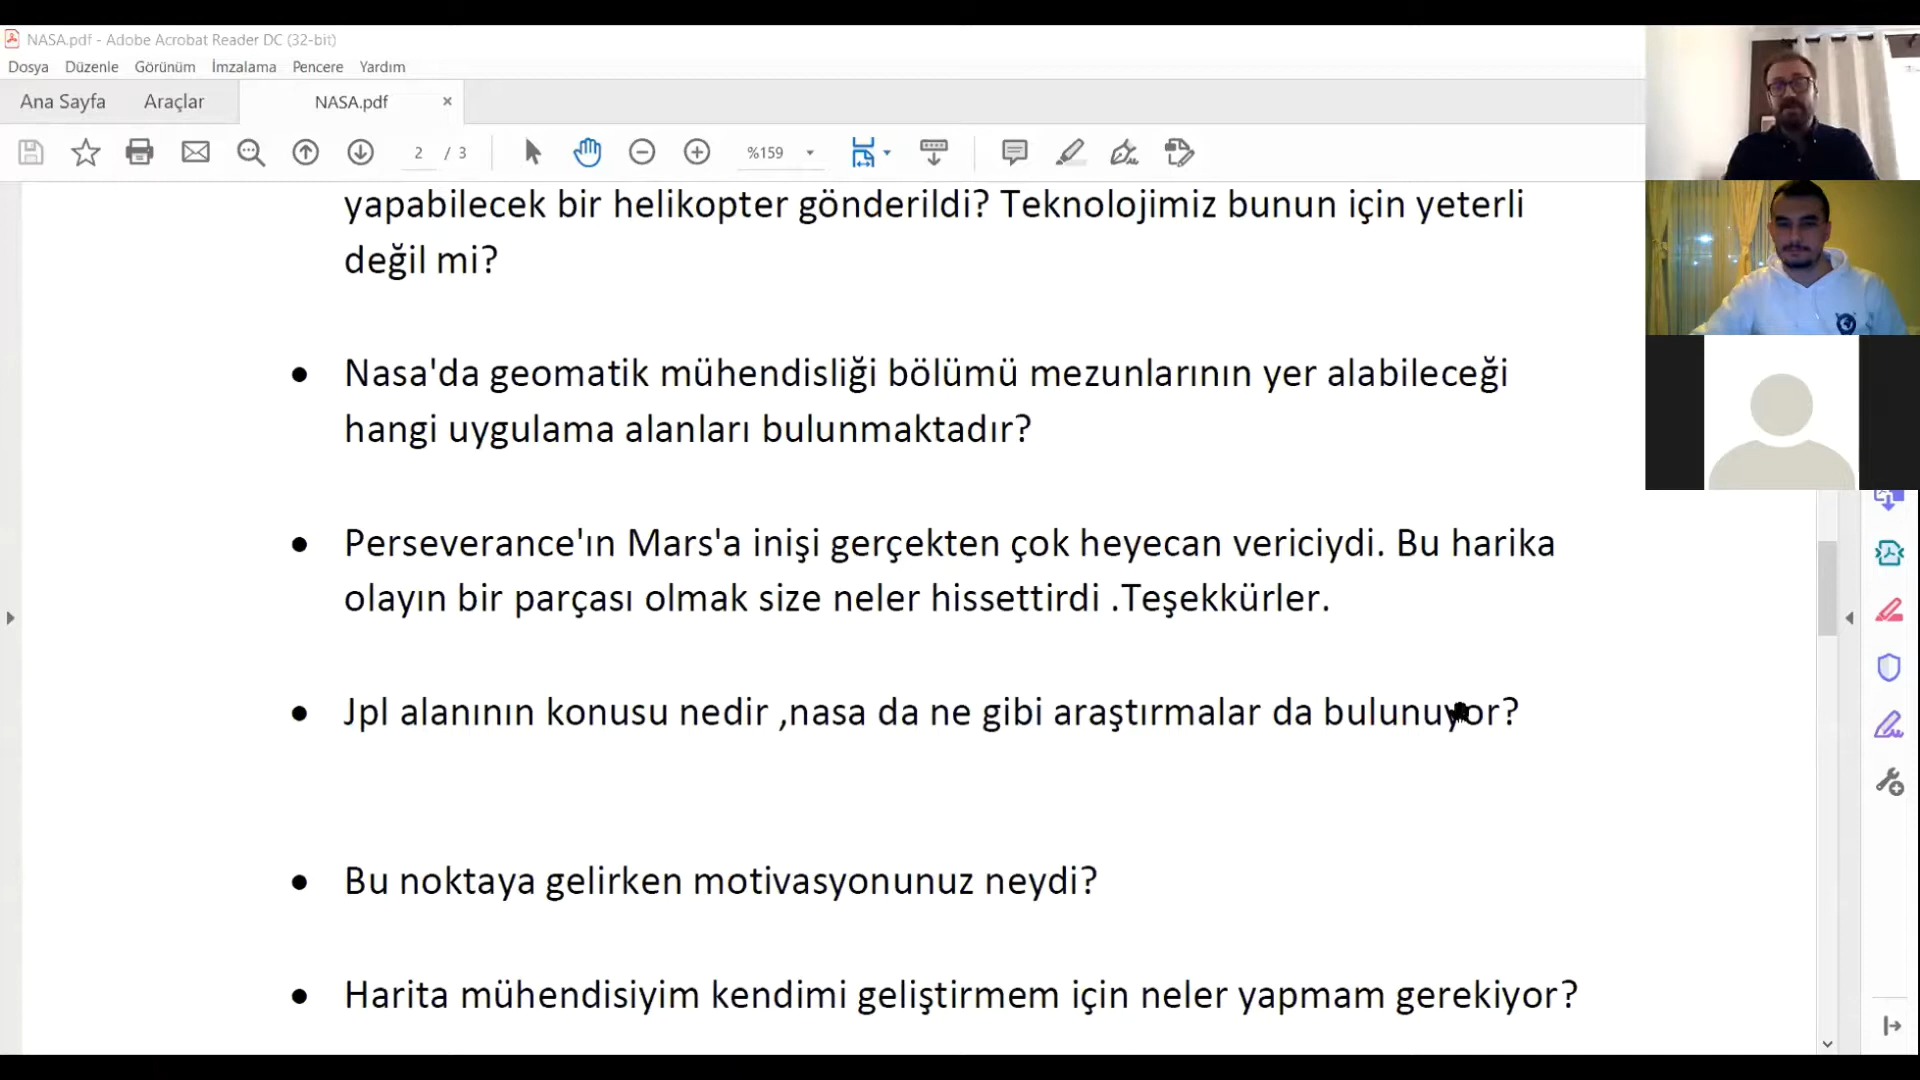 NASA.pdf - Adobe Acrobat Reader DC (32-bit)
Dosya Düzenle Görünüm İmzalama Pencere Yardım
Ana Sayfa Araçlar NASA.pdf ×
2 / 3 %159
yapabilecek bir helikopter gönderildi? Teknolojimiz bunun için yeterli
değil mi?
• Nasa'da geomatik mühendisliği bölümü mezunlarının yer alabileceği
hangi uygulama alanları bulunmaktadır?
• Perseverance'ın Mars'a inişi gerçekten çok heyecan vericiydi. Bu harika
olayın bir parçası olmak size neler hissettirdi .Teşekkürler.
• Jpl alanının konusu nedir ,nasa da ne gibi araştırmalar da bulunuyor?
• Bu noktaya gelirken motivasyonunuz neydi?
• Harita mühendisiyim kendimi geliştirmem için neler yapmam gerekiyor?